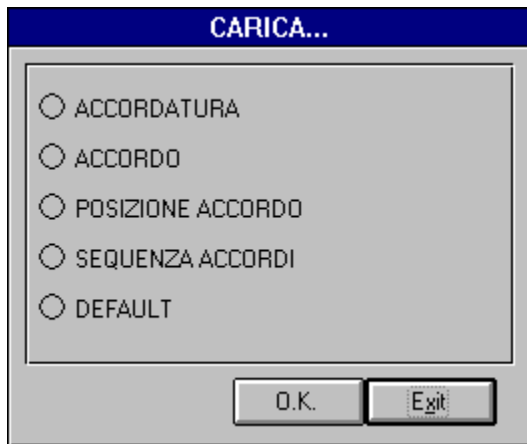 CARICA...
ACCORDATURA
ACCORDO
POSIZIONE ACCORDO
SEQUENZA ACCORDI
DEFAULT
O.K. Exit